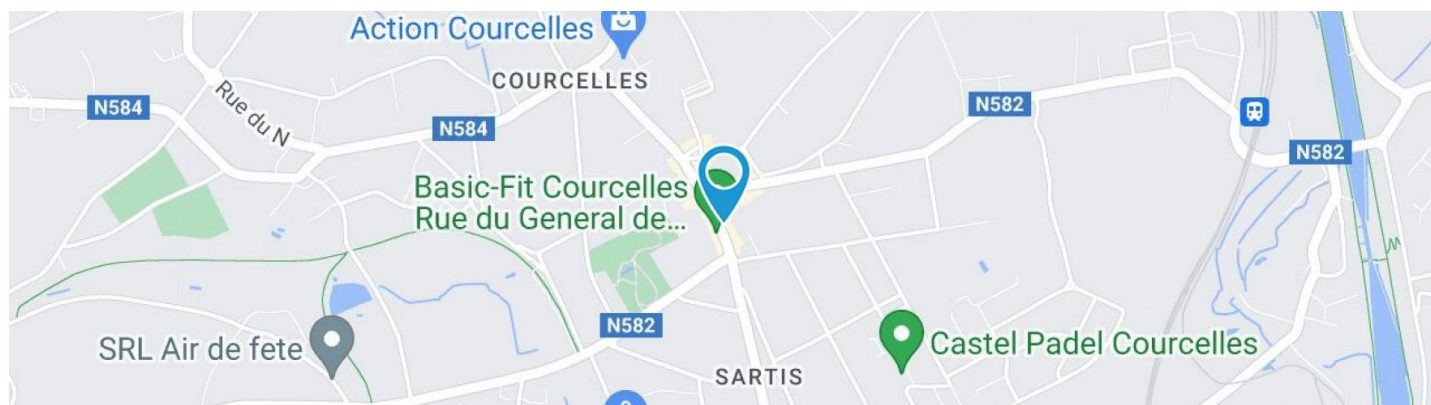 Action Courcelles
COURCELLES
N584
Rue du N
N584
N582
N582
Basic-Fit Courcelles
Rue du General de...
N582
SRL Air de fete
Castel Padel Courcelles
SARTIS